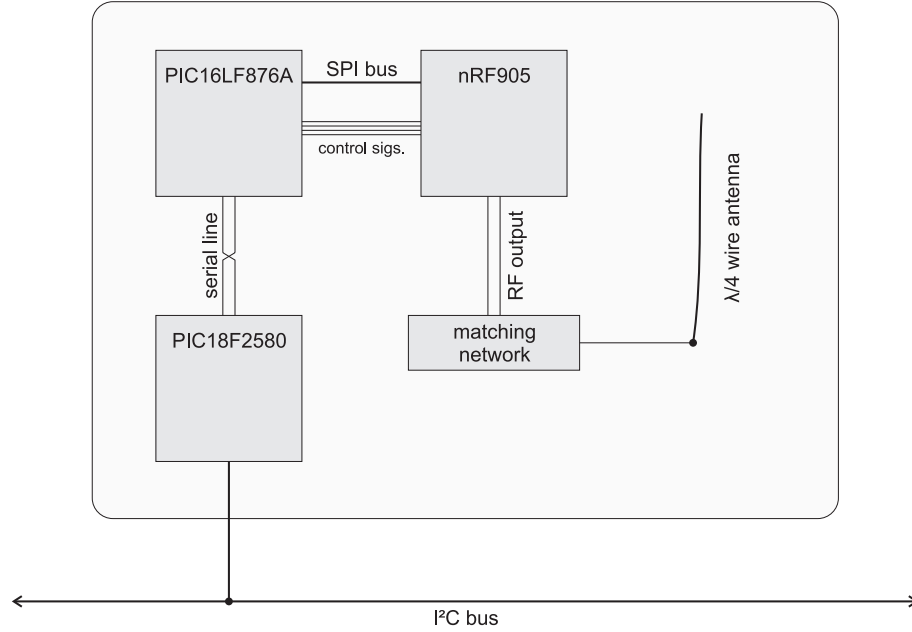 PIC16LF876A
SPI bus
nRF905
control sigs.
serial line
RF output
λ/4 wire antenna
PIC18F2580
matching
network
I²C bus